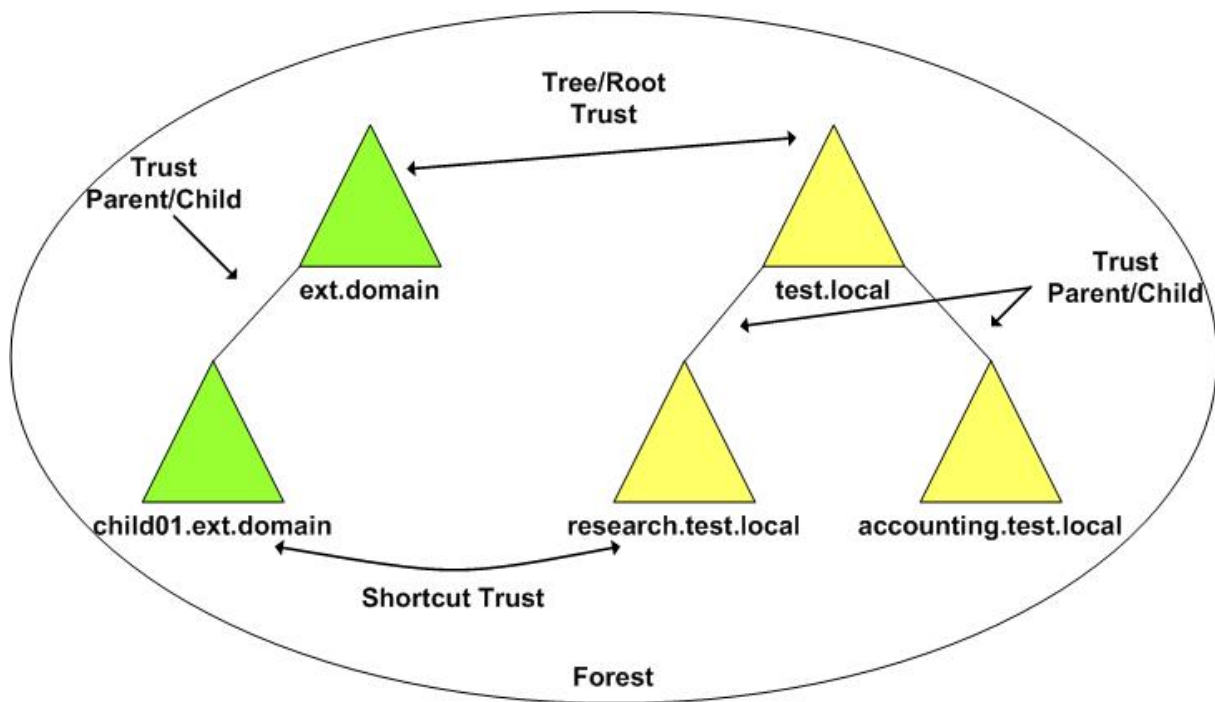 Tree/Root
Trust
Trust
Parent/Child
ext.domain
test.local
Trust
Parent/Child
child01.ext.domain
research.test.local
accounting.test.local
Shortcut Trust
Forest